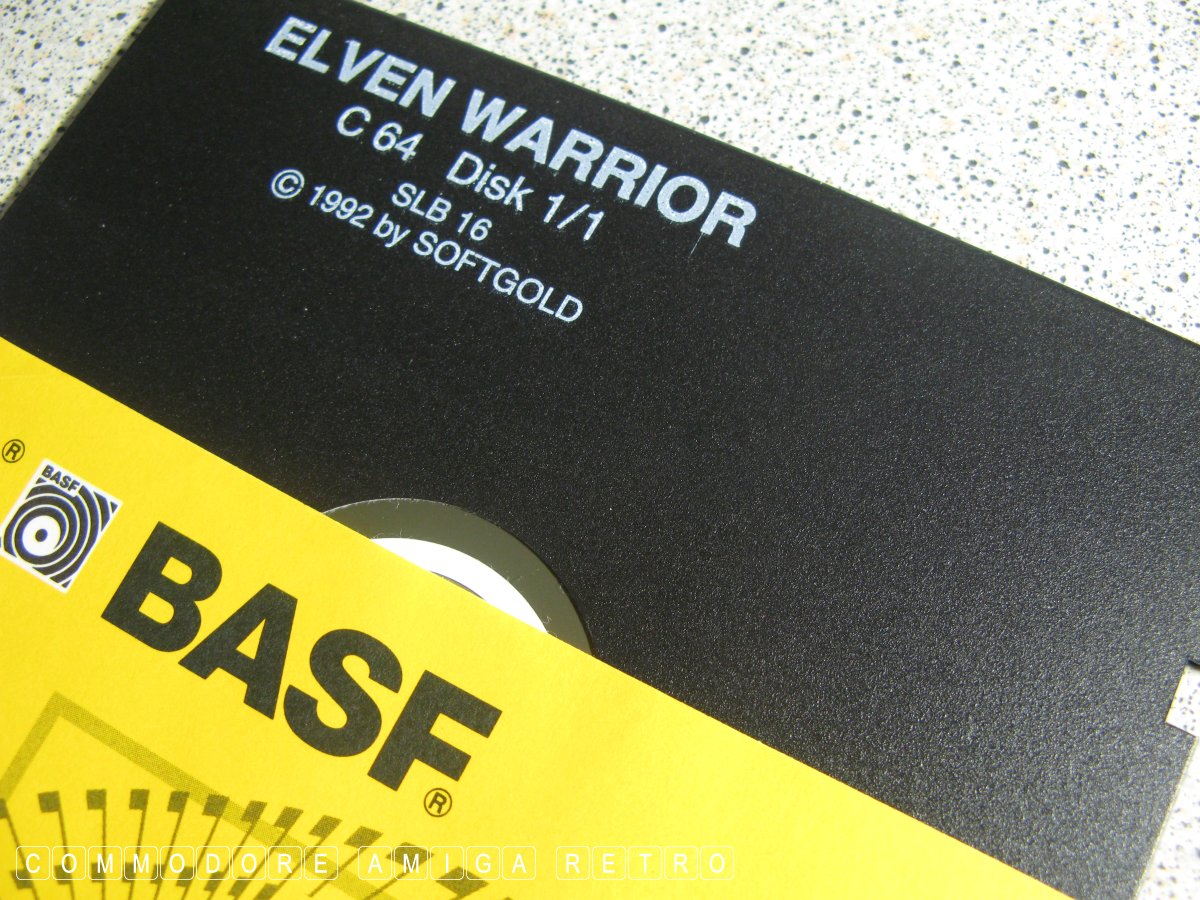 ELVEN WARRIOR
C 64 Disk 1/1
SLB 16
© 1992 by SOFTGOLD
®
BASF
BASF®
COMMODORE AMIGA RETRO